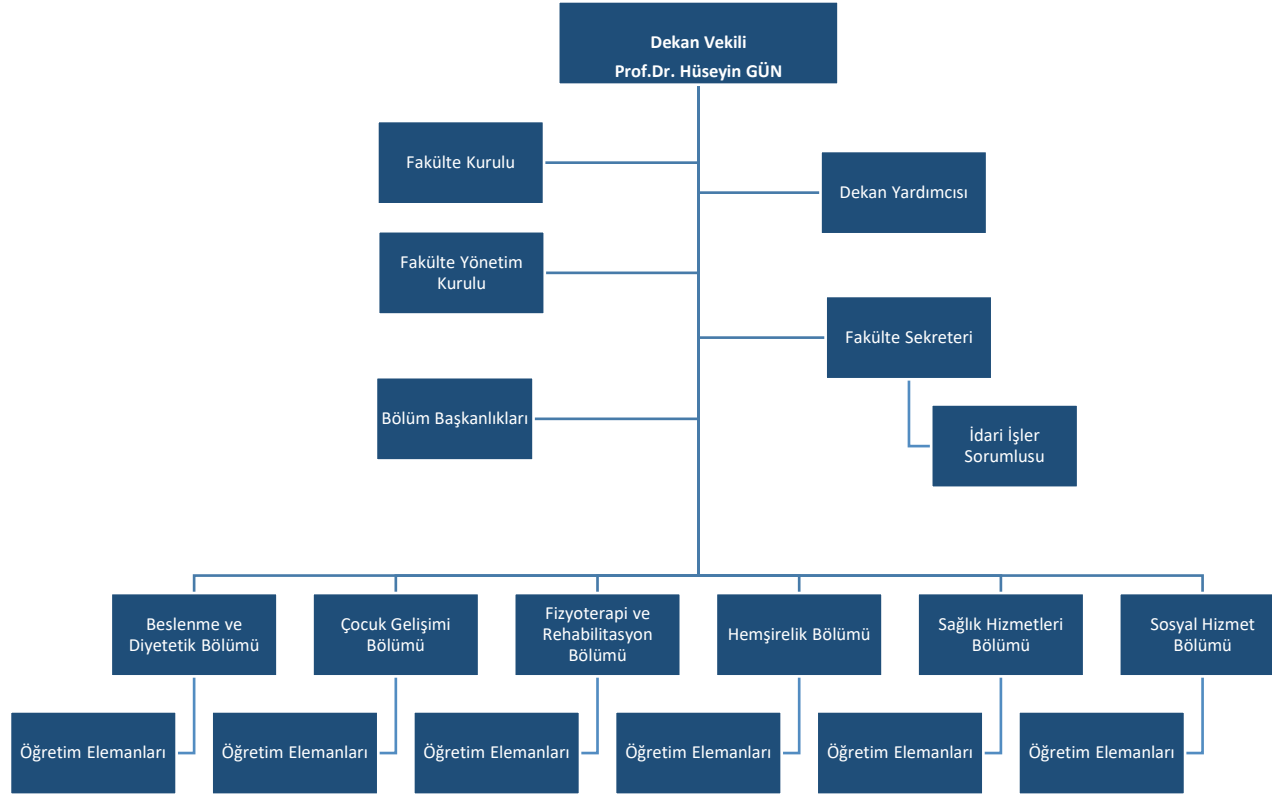 Dekan Vekili
Prof.Dr. Hüseyin GÜN
Fakülte Kurulu
Dekan Yardımcısı
Fakülte Yönetim
Kurulu
Fakülte Sekreteri
Bölüm Başkanlıkları
İdari İşler
Sorumlusu
Beslenme ve
Diyetetik Bölümü
Çocuk Gelişimi
Bölümü
Fizyoterapi ve
Rehabilitasyon
Bölümü
Hemşirelik Bölümü
Sağlık Hizmetleri
Bölümü
Sosyal Hizmet
Bölümü
Öğretim Elemanları
Öğretim Elemanları
Öğretim Elemanları
Öğretim Elemanları
Öğretim Elemanları
Öğretim Elemanları